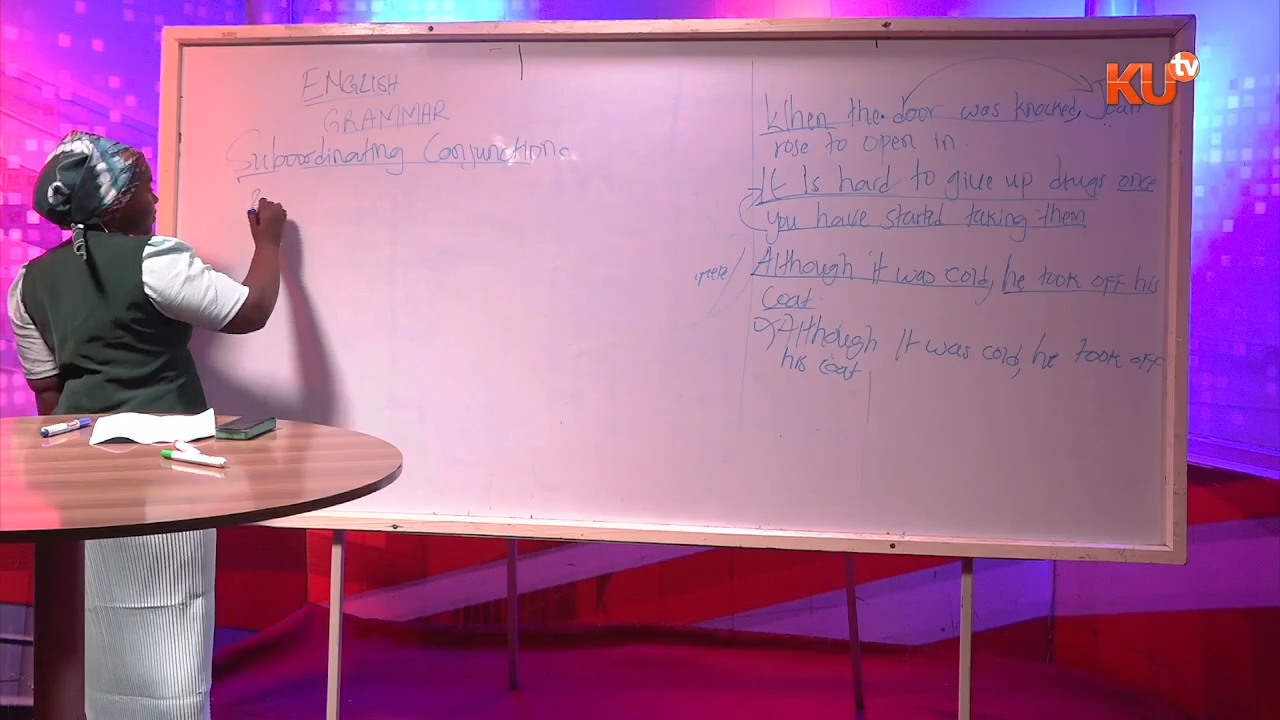 ENGLISH
GRAMMAR
Subordinating Conjunction.
When the door was knocked, Joan
rose to open in.
It is hard to give up drugs once
you have started taking them.
Although it was cold, he took off his
Coat.
Although it was cold, he took off
his coat
KU tv